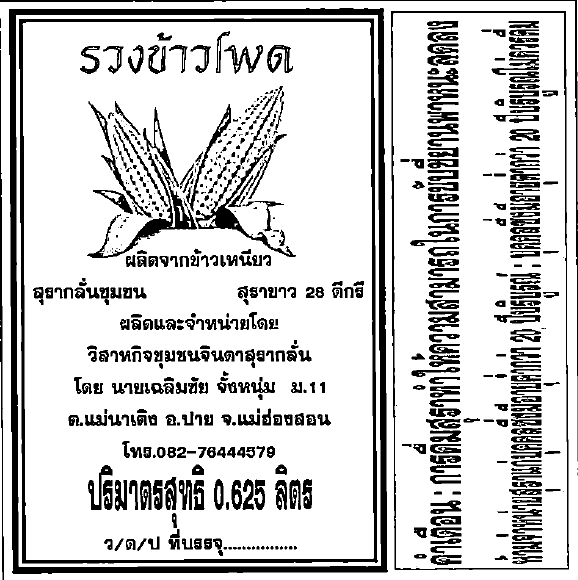 รวงข้าวโพด
ผลิตจากข้าวเหนียว
สุรากลั่นชุมชน สุราขาว 28 ดีกรี
ผลิตและจำหน่ายโดย
วิสาหกิจชุมชนจินดาสุรากลั่น
โดย นายเฉลิมชัย จั้งหนุ่ม ม.11
ต.แม่นาเติง อ.ปาย จ.แม่ฮ่องสอน
โทร.082-76444579
ปริมาตรสุทธิ 0.625 ลิตร
ว/ด/ป ที่บรรจุ................
คำเตือน : การดื่มสุราทำให้ความสามารถในการขับขี่ยานพาหนะลดลง
ห้ามจำหน่ายสุราแก่บุคคลซึ่งมีอายุต่ำกว่า 20 ปีบริบูรณ์ : บุคคลซึ่งมีอายุต่ำกว่า 20 ปีบริบูรณ์ไม่ควรดื่ม